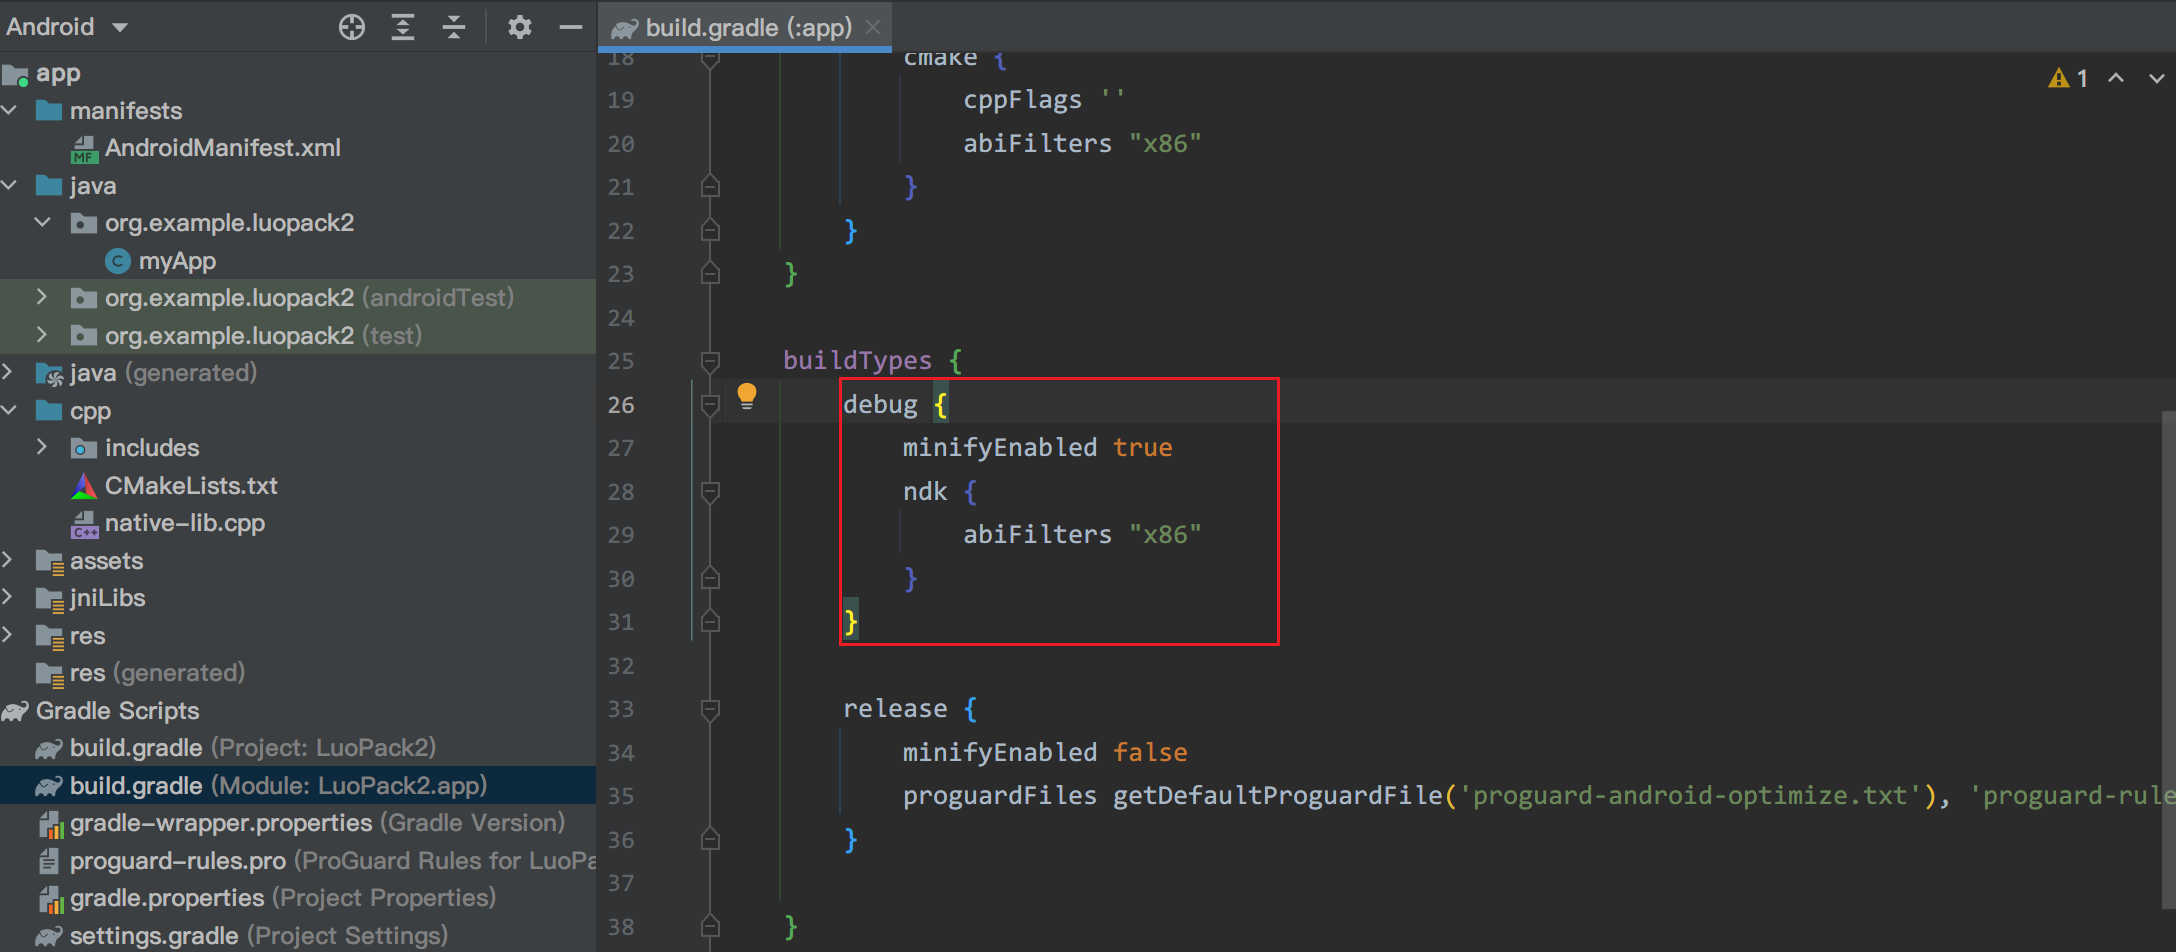 Android
app
manifests
AndroidManifest.xml
java
org.example.luopack2
myApp
org.example.luopack2 (androidTest)
org.example.luopack2 (test)
java (generated)
cpp
includes
CMakeLists.txt
native-lib.cpp
assets
jniLibs
res
res (generated)
Gradle Scripts
build.gradle (Project: LuoPack2)
build.gradle (Module: LuoPack2.app)
gradle-wrapper.properties (Gradle Version)
proguard-rules.pro (ProGuard Rules for LuoPa
gradle.properties (Project Properties)
settings.gradle (Project Settings)
build.gradle (:app)
1
18 cmake {
19 cppFlags ''
20 abiFilters "x86"
21 }
22 }
23 }
24
25 buildTypes {
26 debug {
27 minifyEnabled true
28 ndk {
29 abiFilters "x86"
30 }
31 }
32
33 release {
34 minifyEnabled false
35 proguardFiles getDefaultProguardFile('proguard-android-optimize.txt'), 'proguard-rule
36 }
37
38 }